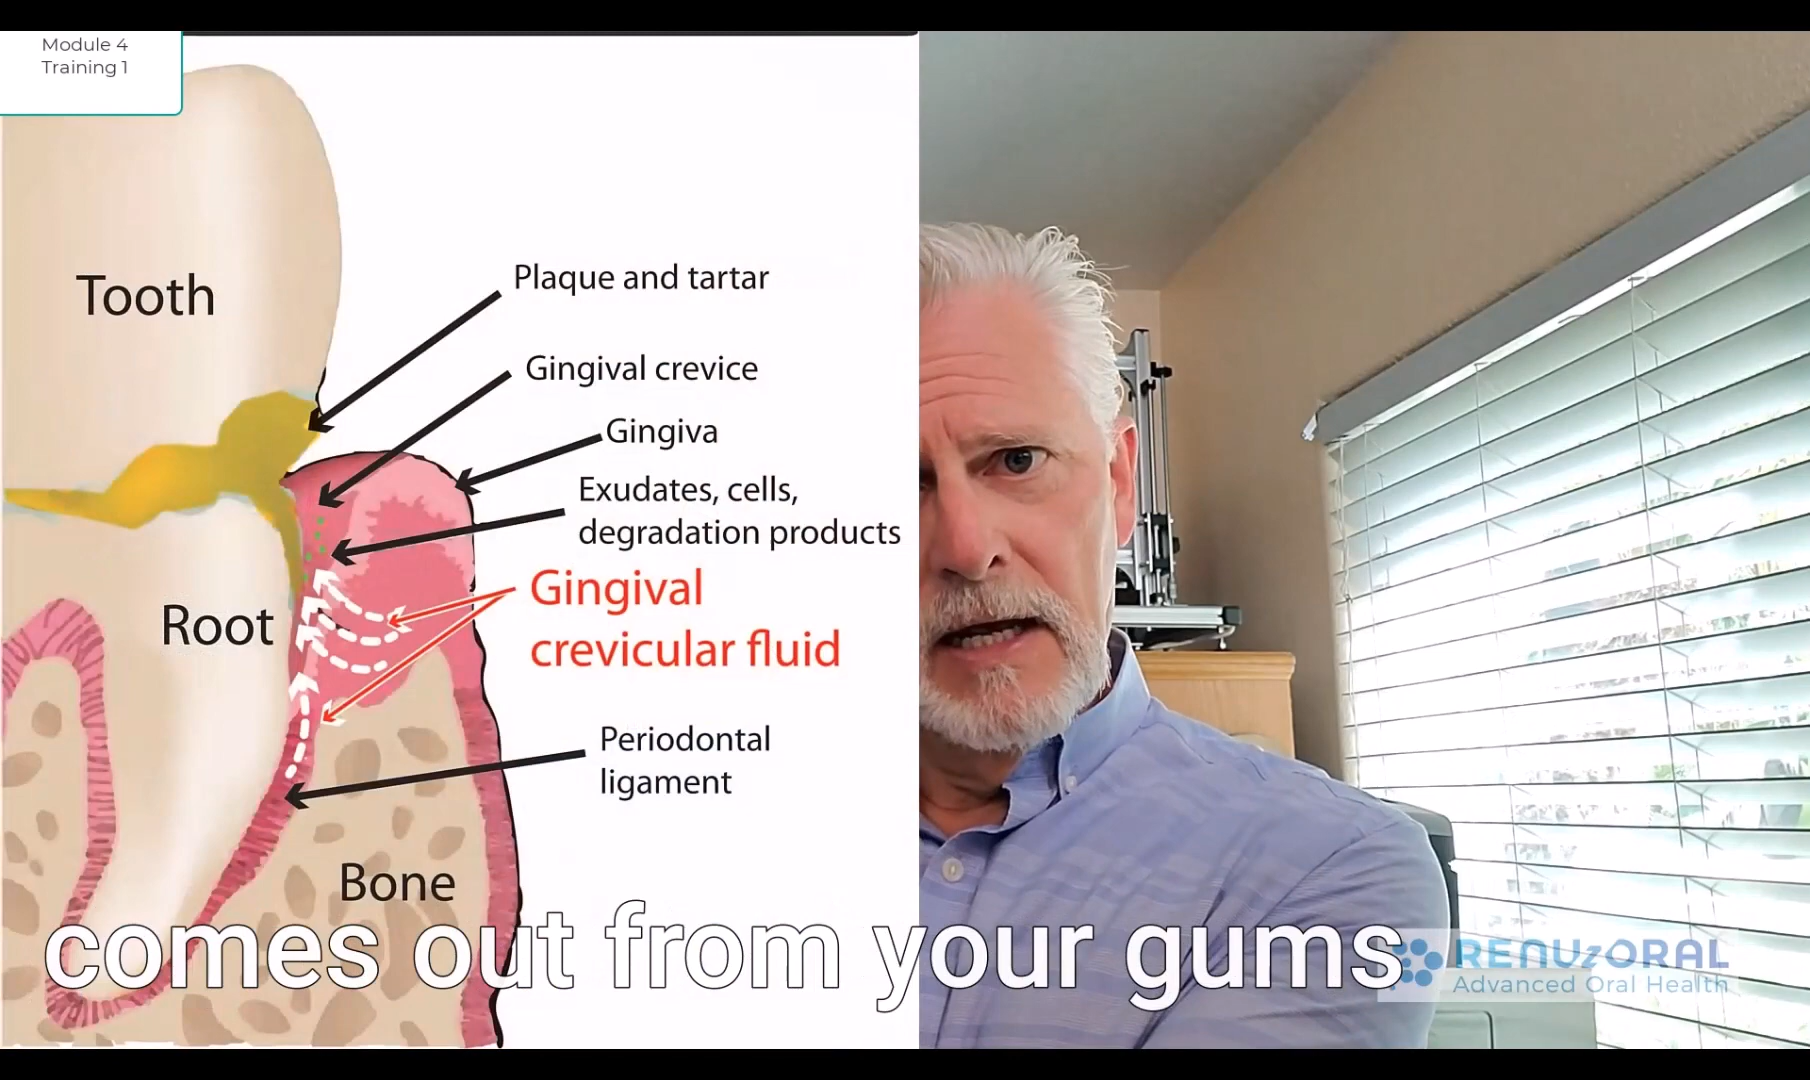 Module 4
Training 1
Tooth
Plaque and tartar
Gingival crevice
Gingiva
Exudates, cells,
degradation products
Gingival
crevicular fluid
Root
Periodontal
ligament
Bone
comes out from your gums
RENUzORAL
Advanced Oral Health